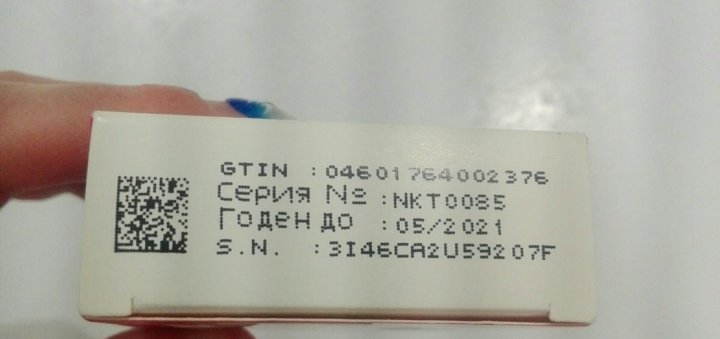 GTIN :04601764002376
Серия № :NKT0085
Годен до :05/2021
S.N. :3I46CA2U59207F